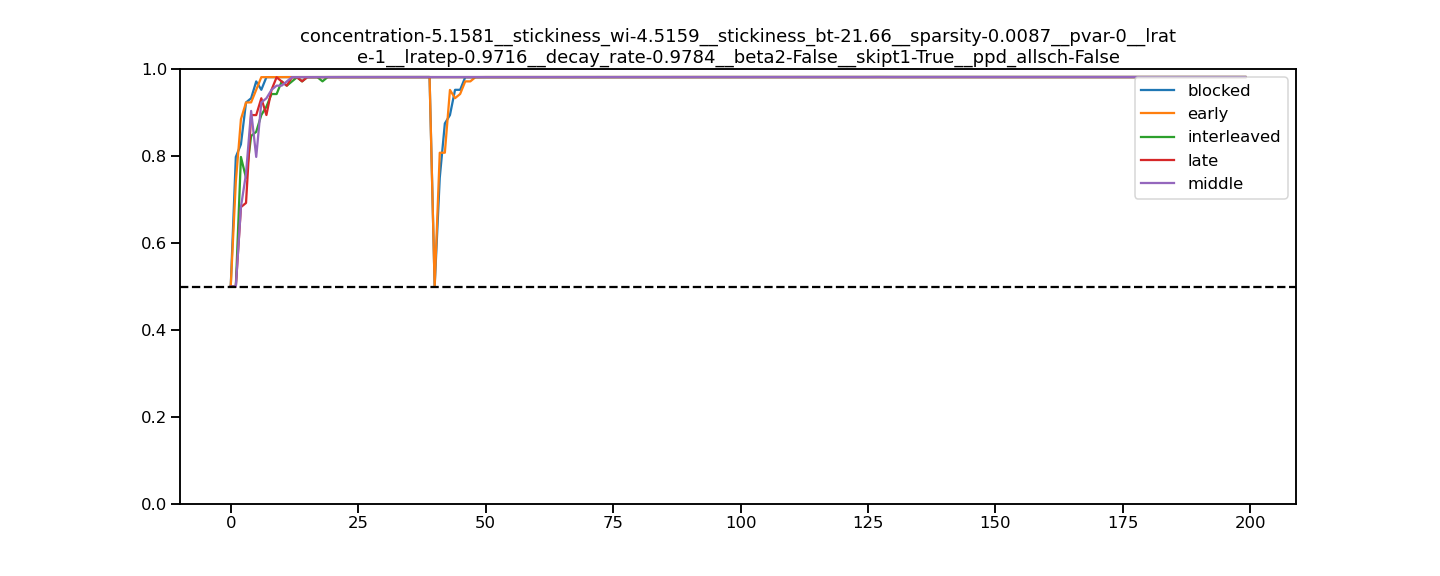 concentration-5.1581__stickiness_wi-4.5159__stickiness_bt-21.66__sparsity-0.0087__pvar-0__lrat
e-1__lratep-0.9716__decay_rate-0.9784__beta2-False__skipt1-True__ppd_allsch-False
1.0
0.8
0.6
0.4
0.2
0.0
blocked
early
interleaved
late
middle
0 25 50 75 100 125 150 175 200